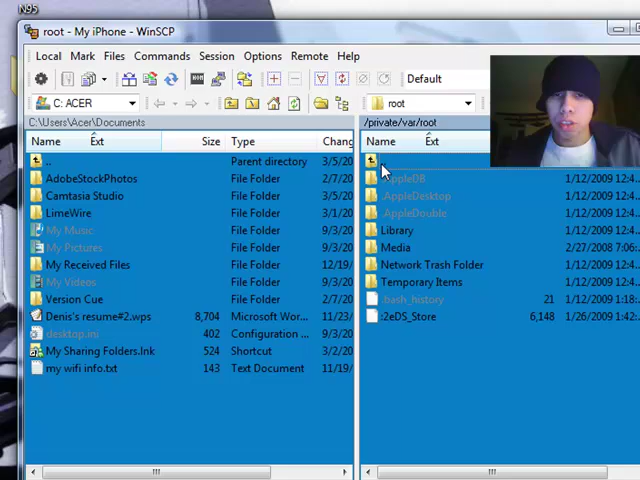 N95
root - My iPhone - WinSCP
Local Mark Files Commands Session Options Remote Help
Default
C: ACER
root
C:\Users\Acer\Documents
/private/var/root
Name Ext Size Type Chang
Name Ext
.. Parent directory 3/5/20
AdobeStockPhotos File Folder 2/7/20
Camtasia Studio File Folder 2/8/20
LimeWire File Folder 3/5/20
My Music File Folder 9/3/20
My Pictures File Folder 9/3/20
My Received Files File Folder 12/19/
My Videos File Folder 9/3/20
Version Cue File Folder 2/7/20
Denis's resume#2.wps 8,704 Microsoft Wor... 11/23/
desktop.ini 402 Configuration ... 9/3/20
My Sharing Folders.lnk 524 Shortcut 3/2/20
my wifi info.txt 143 Text Document 11/19/
..
.AppleDB 1/12/2009 12:4...
.AppleDesktop 1/12/2009 12:4...
.AppleDouble 1/12/2009 12:4...
Library 1/12/2009 12:4...
Media 2/27/2008 7:06:...
Network Trash Folder 1/12/2009 12:4...
Temporary Items 1/12/2009 12:4...
.bash_history 21 1/12/2009 1:18...
:2eDS_Store 6,148 1/26/2009 1:42:...